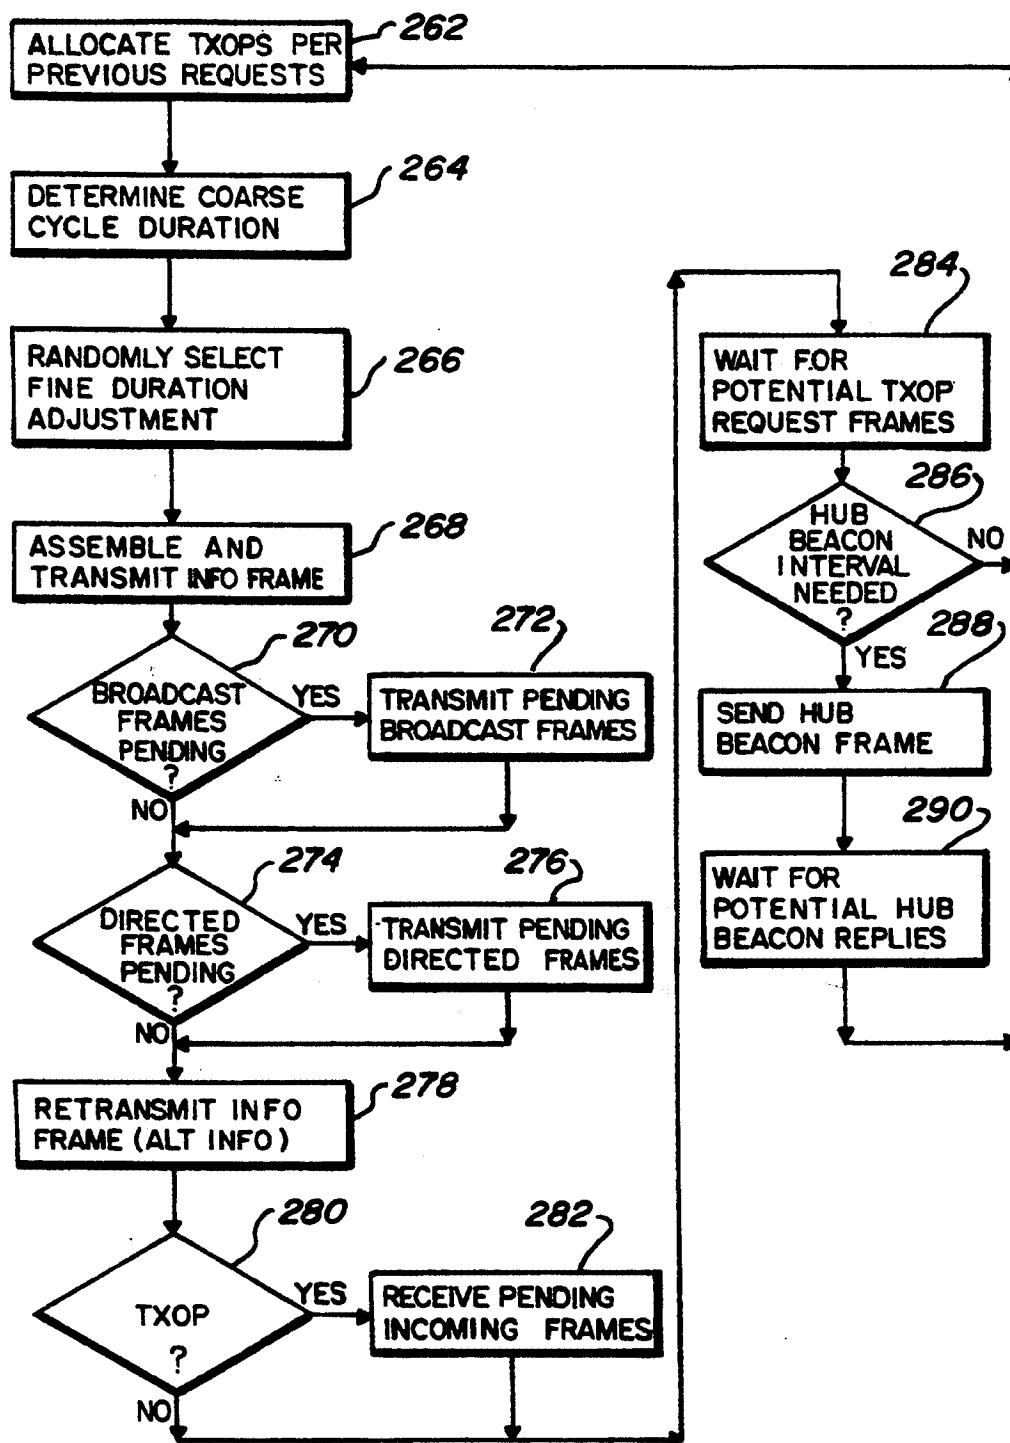 262
ALLOCATE TXOPS PER
PREVIOUS REQUESTS
264
DETERMINE COARSE
CYCLE DURATION
266
RANDOMLY SELECT
FINE DURATION
ADJUSTMENT
268
ASSEMBLE AND
TRANSMIT INFO FRAME
270
BROADCAST
FRAMES
PENDING
?
YES
NO
272
TRANSMIT PENDING
BROADCAST FRAMES
274
DIRECTED
FRAMES
PENDING
?
YES
NO
276
TRANSMIT PENDING
DIRECTED FRAMES
278
RETRANSMIT INFO
FRAME (ALT INFO)
280
TXOP
?
YES
NO
282
RECEIVE PENDING
INCOMING FRAMES
284
WAIT FOR
POTENTIAL TXOP
REQUEST FRAMES
286
HUB
BEACON
INTERVAL
NEEDED
?
NO
YES
288
SEND HUB
BEACON FRAME
290
WAIT FOR
POTENTIAL HUB
BEACON REPLIES